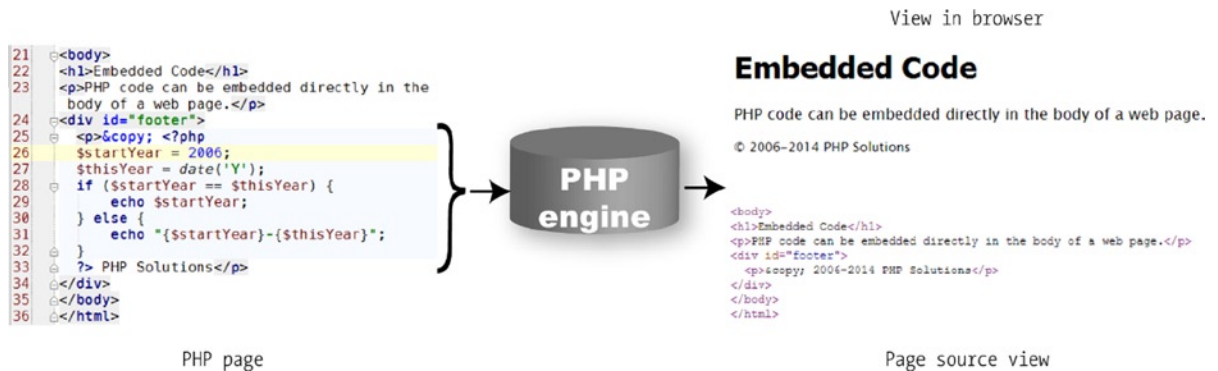 View in browser
21 <body>
22 <h1>Embedded Code</h1>
23 <p>PHP code can be embedded directly in the
body of a web page.</p>
24 <div id="footer">
25 <p>&copy; <?php
26 $startYear = 2006;
27 $thisYear = date('Y');
28 if ($startYear == $thisYear) {
29 echo $startYear;
30 } else {
31 echo "{$startYear}-{$thisYear}";
32 }
33 ?> PHP Solutions</p>
34 </div>
35 </body>
36 </html>
PHP page
PHP
engine
Embedded Code
PHP code can be embedded directly in the body of a web page.
© 2006–2014 PHP Solutions
<body>
<h1>Embedded Code</h1>
<p>PHP code can be embedded directly in the body of a web page.</p>
<div id="footer">
<p>&copy; 2006-2014 PHP Solutions</p>
</div>
</body>
</html>
Page source view